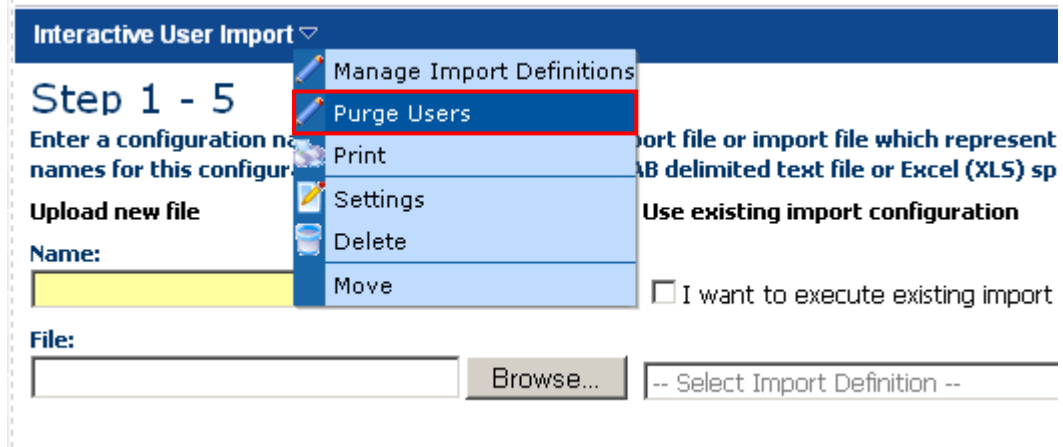 Interactive User Import
Manage Import Definitions
Purge Users
Print
Settings
Delete
Move
Step 1 - 5
Enter a configuration na port file or import file which represent
names for this configur AB delimited text file or Excel (XLS) sp
Upload new file
Use existing import configuration
Name:
I want to execute existing import
File:
Browse...
-- Select Import Definition --